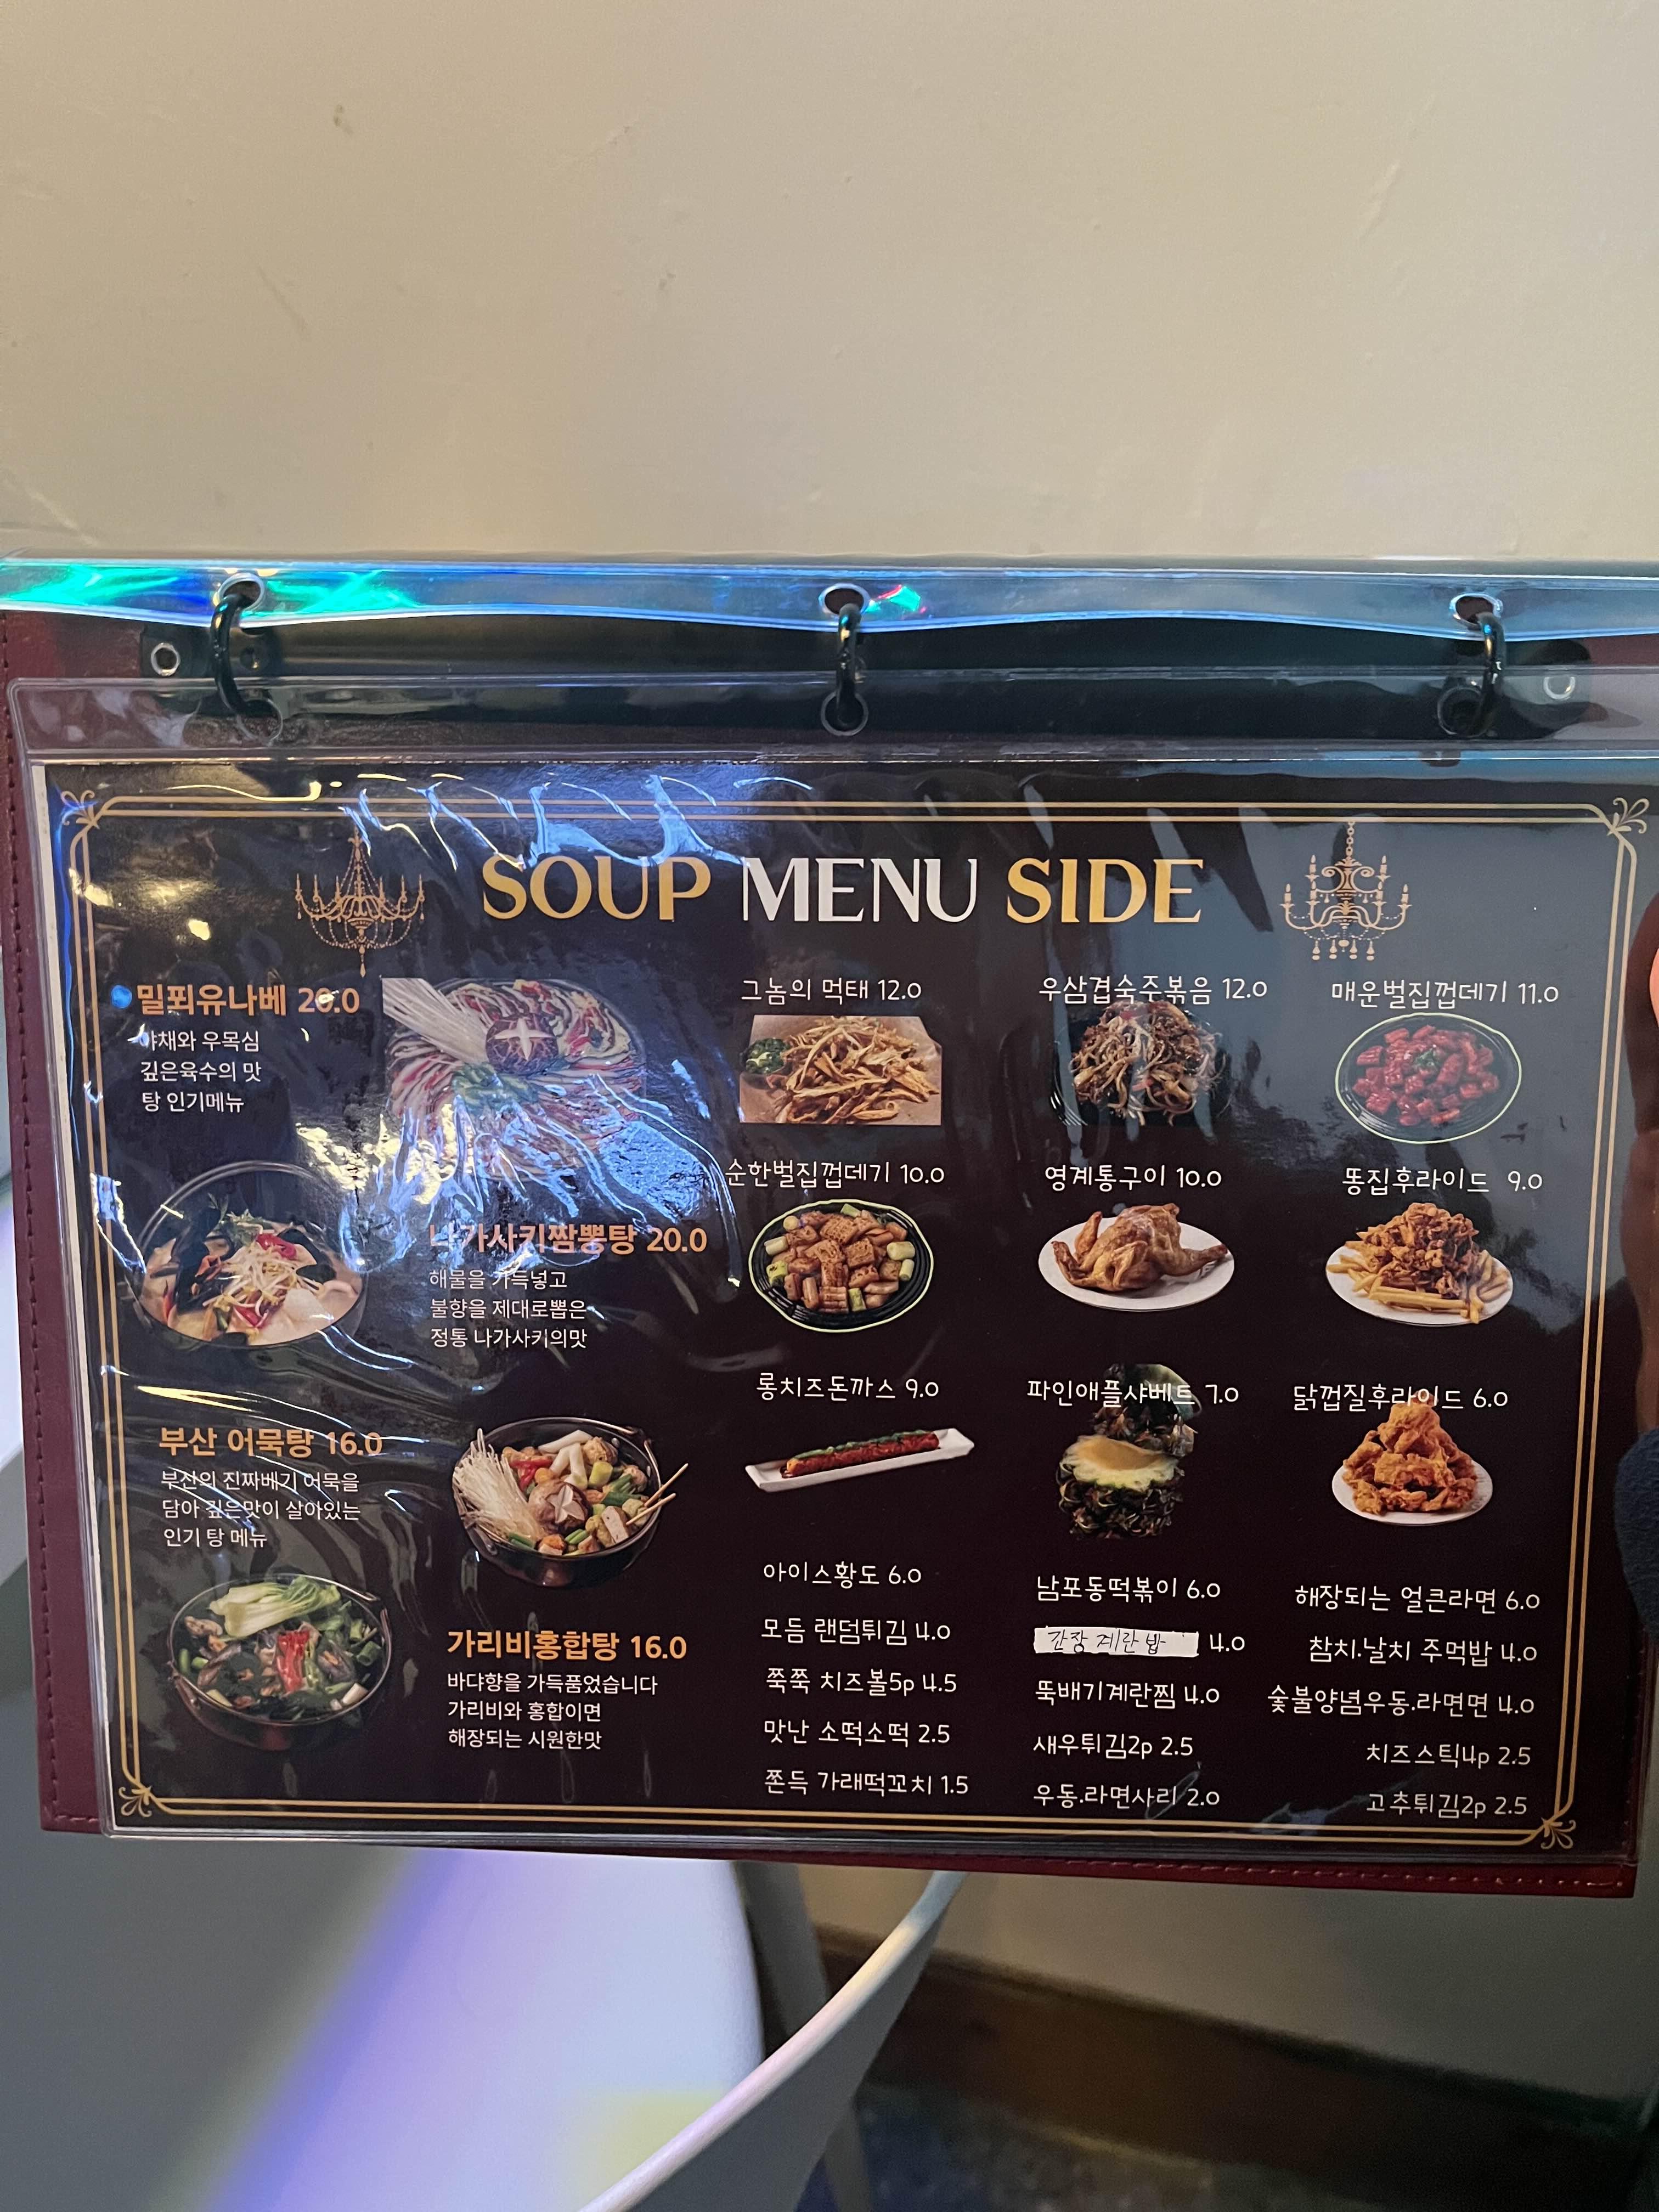 SOUP MENU SIDE
밀푀유나베 20.0
야채와 우목심
깊은육수의 맛
탕 인기메뉴
나가사키짬뽕탕 20.0
해물을 가득넣고
불향을 제대로뽑은
정통 나가사키의맛
부산 어묵탕 16.0
부산의 진짜배기 어묵을
담아 깊은맛이 살아있는
인기 탕 메뉴
가리비홍합탕 16.0
바댜향을 가득품었습니다
가리비와 홍합이면
해장되는 시원한맛
그놈의 먹태 12.0
우삼겹숙주볶음 12.0
매운벌집껍데기 11.0
순한벌집껍데기 10.0
영계통구이 10.0
똥집후라이드 9.0
롱치즈돈까스 9.0
파인애플샤베트 7.0
닭껍질후라이드 6.0
아이스황도 6.0
남포동떡볶이 6.0
해장되는 얼큰라면 6.0
모듬 랜덤튀김 4.0
간장 계란밥 4.0
참치.날치 주먹밥 4.0
쭉쭉 치즈볼5p 4.5
뚝배기계란찜 4.0
숯불양념우동.라면면 4.0
맛난 소떡소떡 2.5
새우튀김2p 2.5
치즈스틱4p 2.5
쫀득 가래떡꼬치 1.5
우동.라면사리 2.0
고추튀김2p 2.5